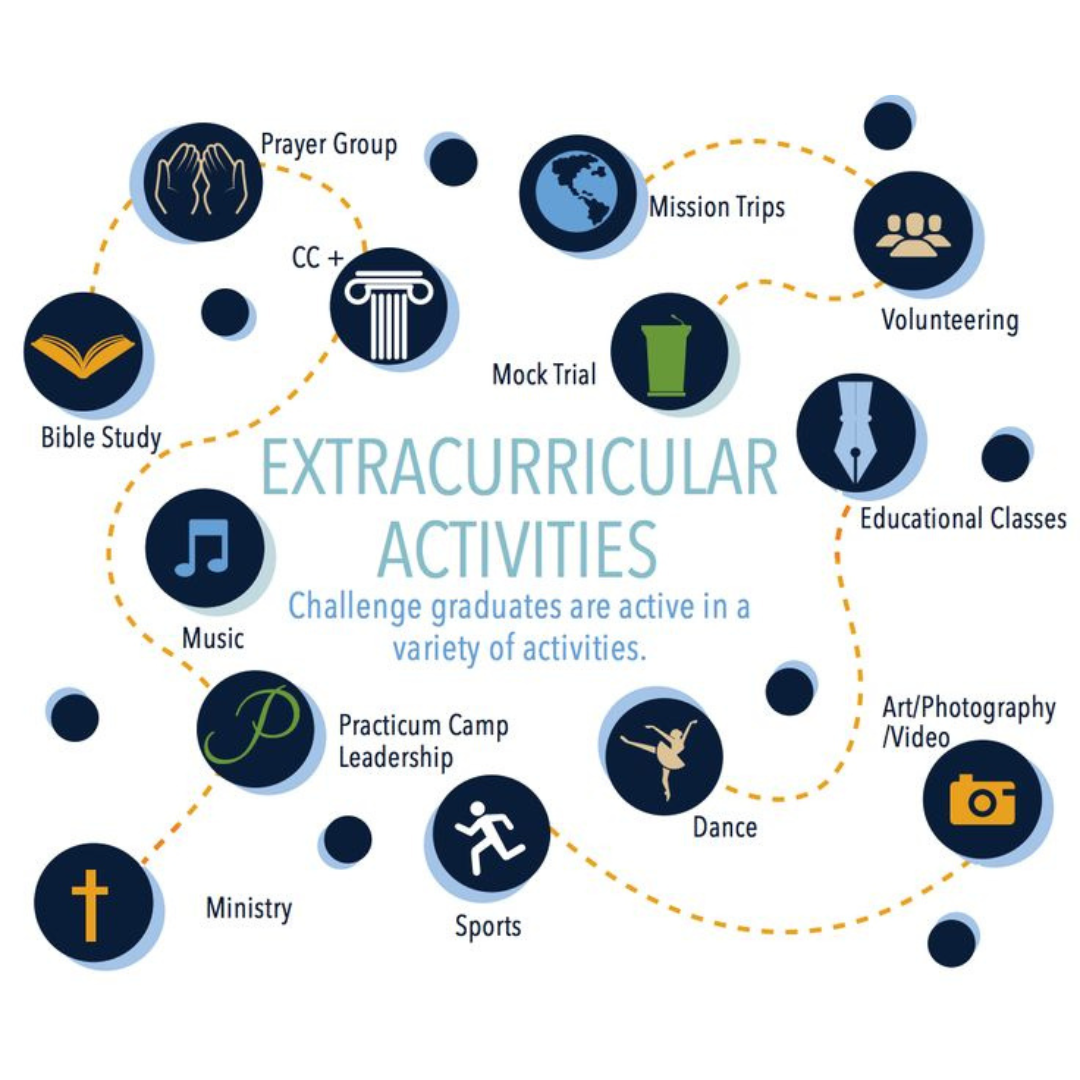 Prayer Group
Mission Trips
CC +
Volunteering
Mock Trial
Bible Study
EXTRACURRICULAR
ACTIVITIES
Educational Classes
Challenge graduates are active in a
variety of activities.
Music
Practicum Camp
Leadership
Art/Photography
/Video
Dance
Ministry
Sports
P